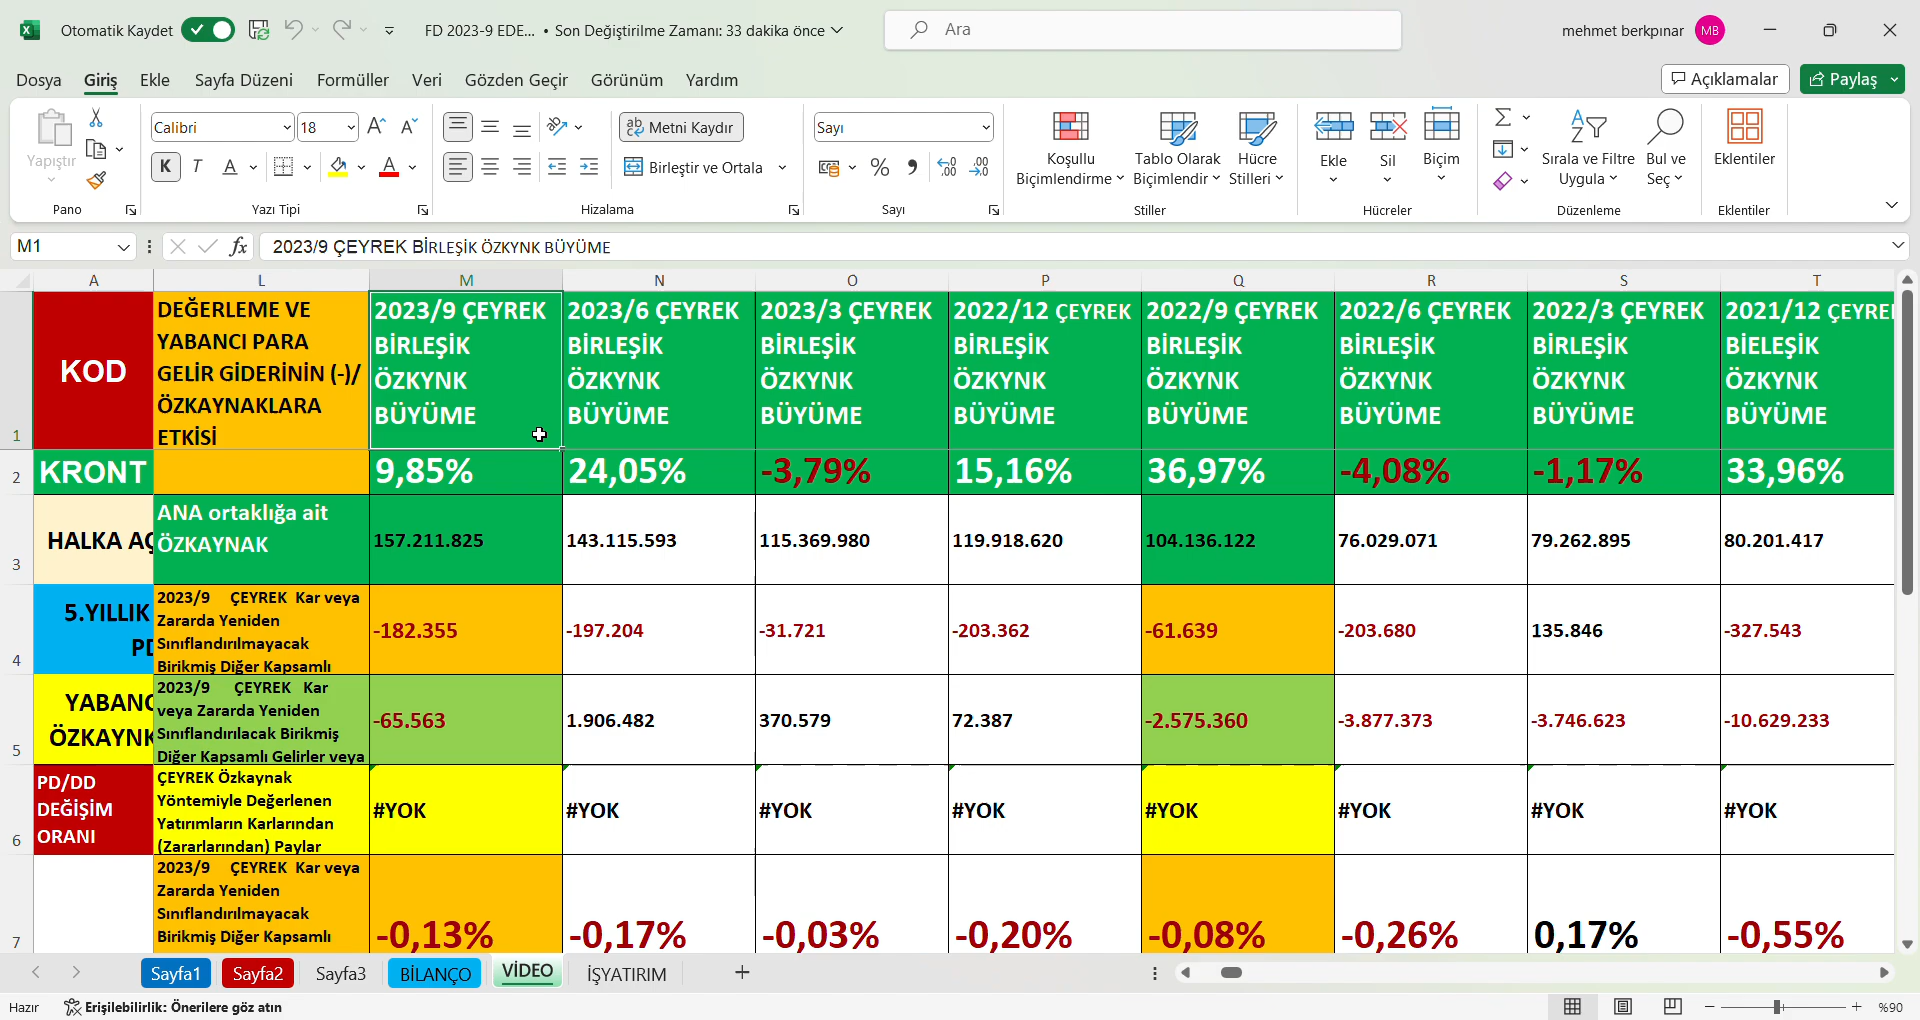 Otomatik Kaydet
FD 2023-9 EDE... • Son Değiştirilme Zamanı: 33 dakika önce
Ara
mehmet berkpınar
MB
Dosya Giriş Ekle Sayfa Düzeni Formüller Veri Gözden Geçir Görünüm Yardım
Açıklamalar
Paylaş
Yapıştır
Pano
Calibri
18
K T A
Yazı Tipi
Metni Kaydır
Birleştir ve Ortala
Hizalama
Sayı
Sayı
Koşullu
Biçimlendirme
Tablo Olarak
Biçimlendir
Hücre
Stilleri
Stiller
Ekle
Sil
Biçim
Hücreler
Sırala ve Filtre
Uygula
Bul ve
Seç
Düzenleme
Eklentiler
Eklentiler
M1
fx
2023/9 ÇEYREK BİRLEŞİK ÖZKYNK BÜYÜME
A L M N O P Q R S T
1
KOD
DEĞERLEME VE
YABANCI PARA
GELİR GİDERİNİN (-)/
ÖZKAYNAKLARA
ETKİSİ
2023/9 ÇEYREK
BİRLEŞİK
ÖZKYNK
BÜYÜME
2023/6 ÇEYREK
BİRLEŞİK
ÖZKYNK
BÜYÜME
2023/3 ÇEYREK
BİRLEŞİK
ÖZKYNK
BÜYÜME
2022/12 ÇEYREK
BİRLEŞİK
ÖZKYNK
BÜYÜME
2022/9 ÇEYREK
BİRLEŞİK
ÖZKYNK
BÜYÜME
2022/6 ÇEYREK
BİRLEŞİK
ÖZKYNK
BÜYÜME
2022/3 ÇEYREK
BİRLEŞİK
ÖZKYNK
BÜYÜME
2021/12 ÇEYREI
BİELEŞİK
ÖZKYNK
BÜYÜME
2 KRONT 9,85% 24,05% -3,79% 15,16% 36,97% -4,08% -1,17% 33,96%
3
HALKA AÇ
ANA ortaklığa ait
ÖZKAYNAK
157.211.825 143.115.593 115.369.980 119.918.620 104.136.122 76.029.071 79.262.895 80.201.417
4
5.YILLIK
PD
2023/9 ÇEYREK Kar veya
Zararda Yeniden
Sınıflandırılmayacak
Birikmiş Diğer Kapsamlı
-182.355 -197.204 -31.721 -203.362 -61.639 -203.680 135.846 -327.543
5
YABANC
ÖZKAYNK
2023/9 ÇEYREK Kar
veya Zararda Yeniden
Sınıflandırılacak Birikmiş
Diğer Kapsamlı Gelirler veya
-65.563 1.906.482 370.579 72.387 -2.575.360 -3.877.373 -3.746.623 -10.629.233
6
PD/DD
DEĞİŞİM
ORANI
ÇEYREK Özkaynak
Yöntemiyle Değerlenen
Yatırımların Karlarından
(Zararlarından) Paylar
#YOK #YOK #YOK #YOK #YOK #YOK #YOK #YOK
7
2023/9 ÇEYREK Kar veya
Zararda Yeniden
Sınıflandırılmayacak
Birikmiş Diğer Kapsamlı
-0,13% -0,17% -0,03% -0,20% -0,08% -0,26% 0,17% -0,55%
Sayfa1 Sayfa2 Sayfa3 BİLANÇO VİDEO İŞYATIRIM
Hazır
Erişilebilirlik: Önerilere göz atın
%90